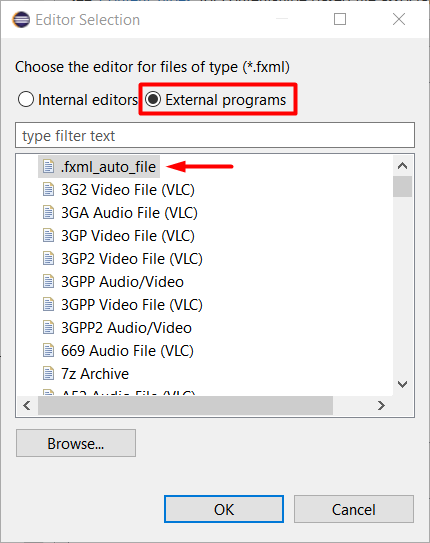 Editor Selection
Choose the editor for files of type (*.fxml)
Internal editors External programs
type filter text
.fxml_auto_file
3G2 Video File (VLC)
3GA Audio File (VLC)
3GP Video File (VLC)
3GP2 Video File (VLC)
3GPP Audio/Video
3GPP Video File (VLC)
3GPP2 Audio/Video
669 Audio File (VLC)
7z Archive
Browse...
OK Cancel